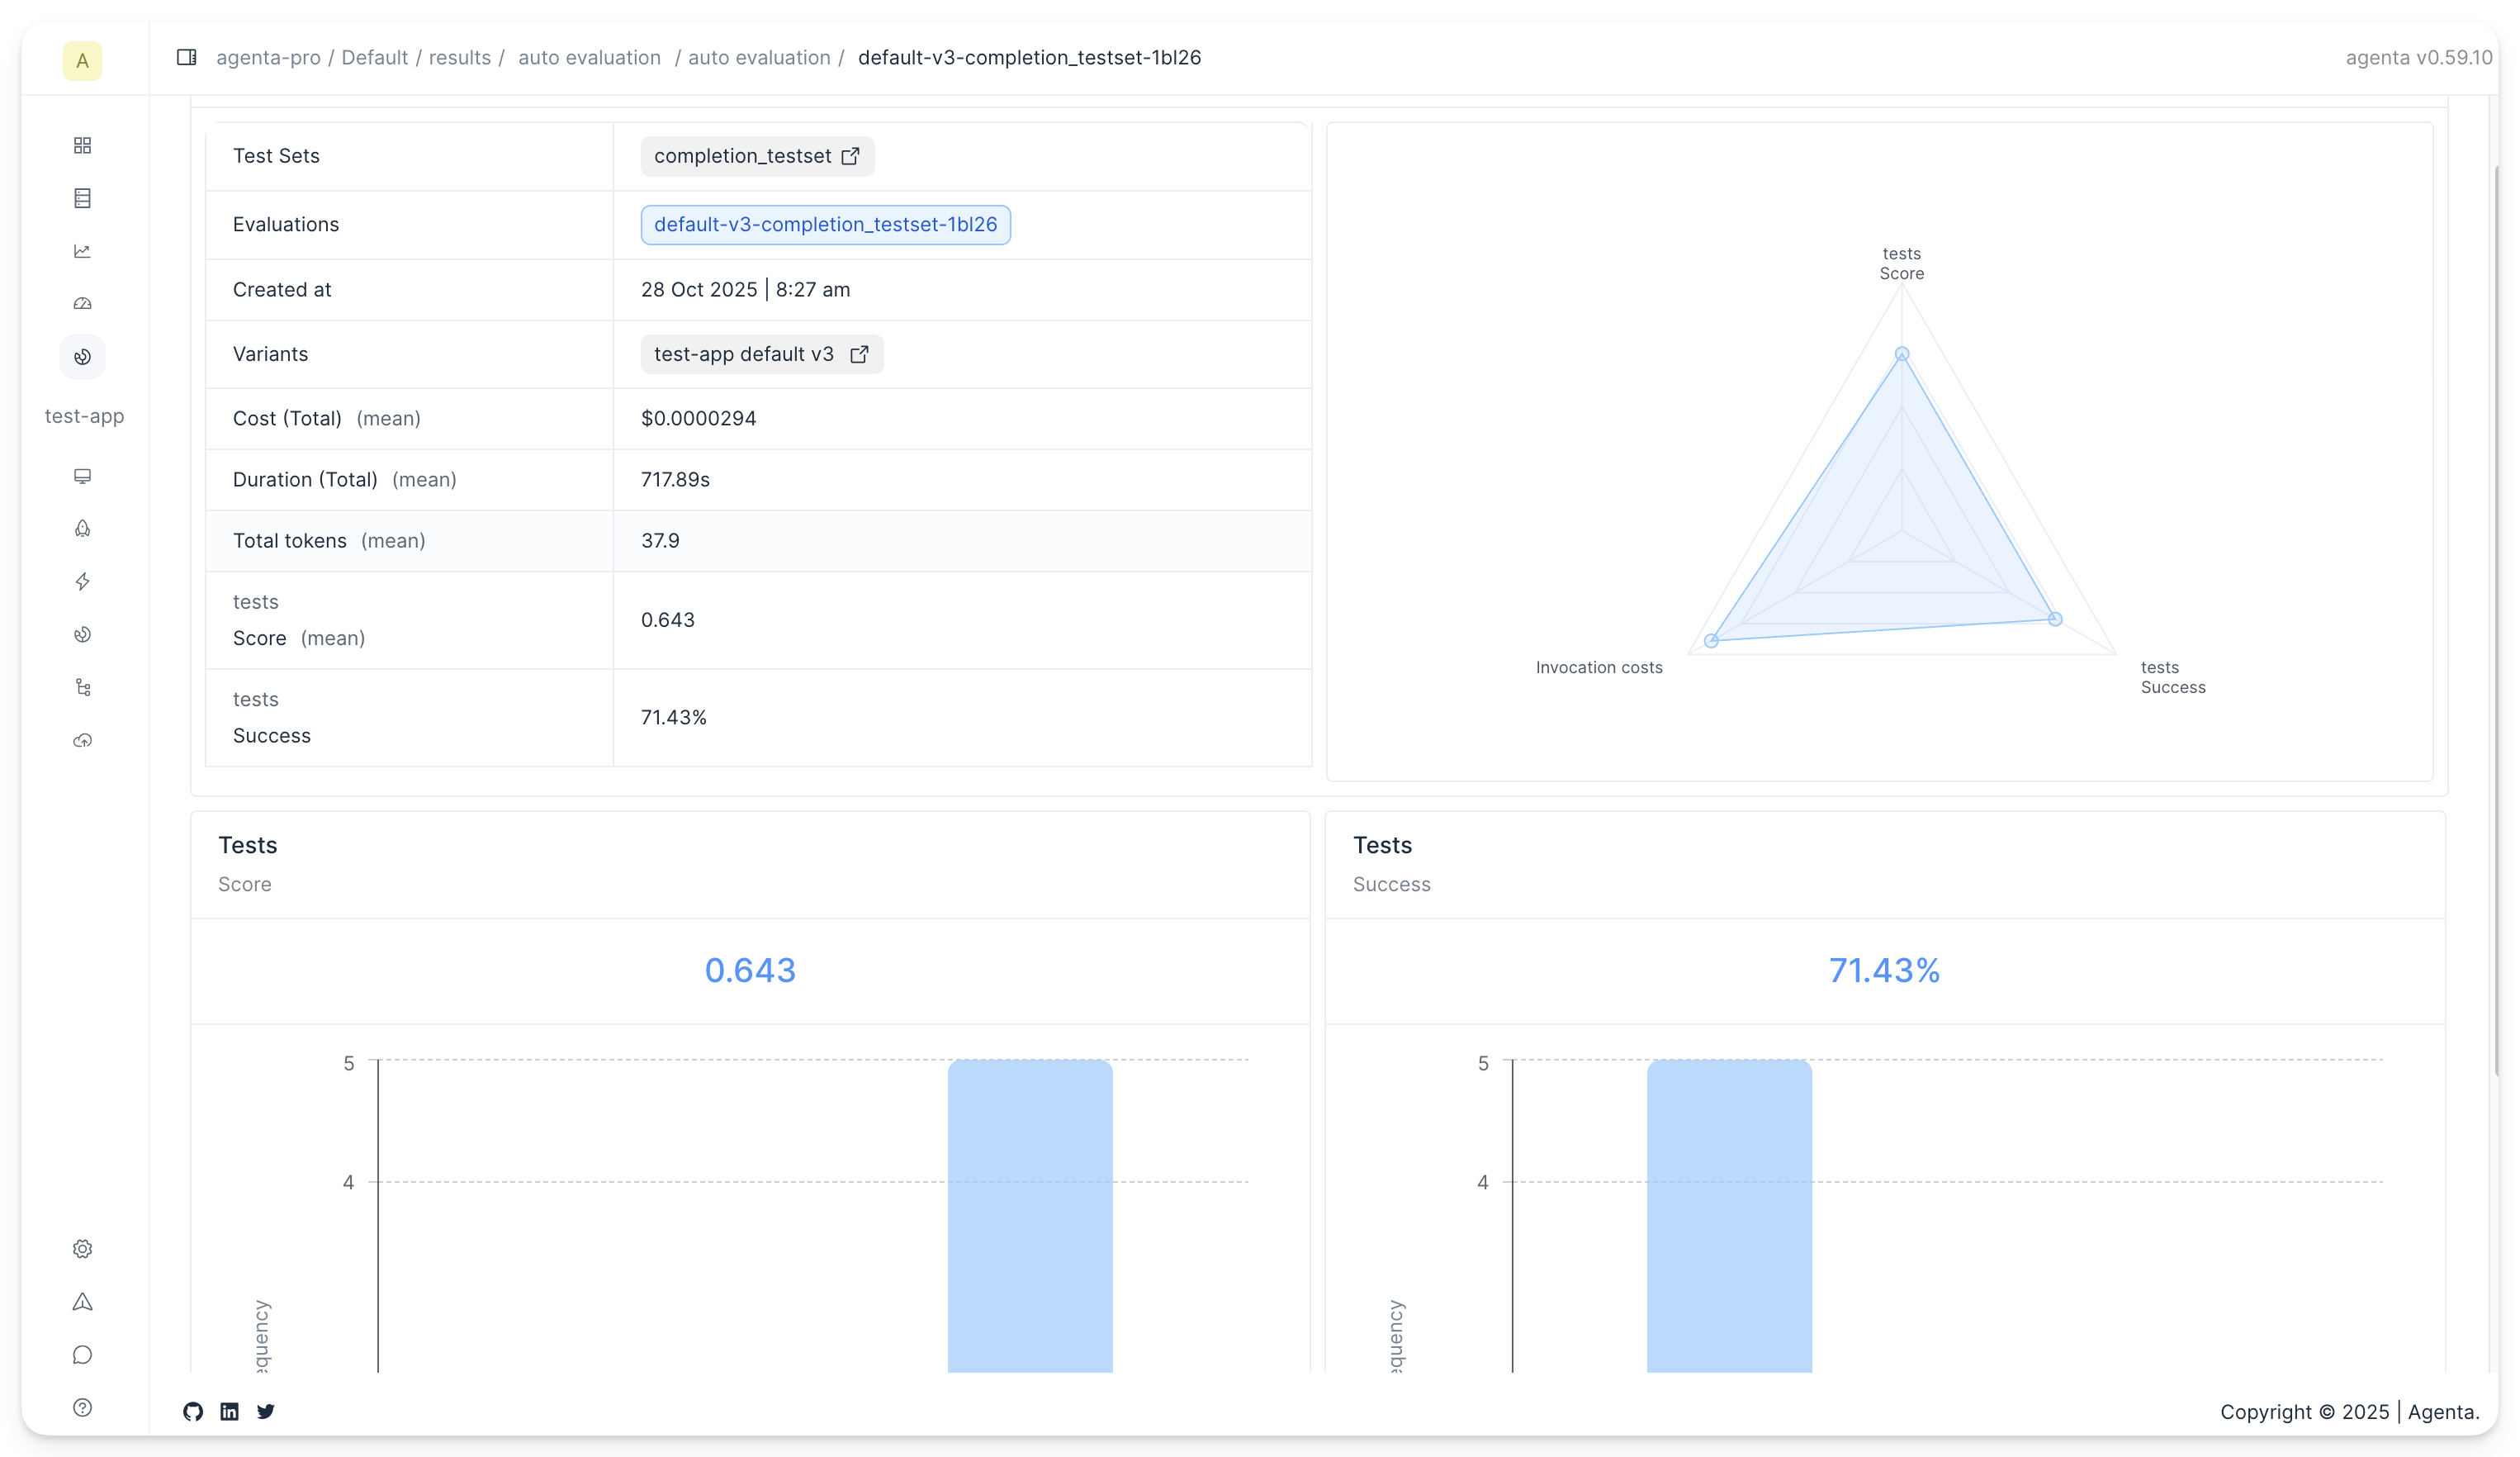 A
agenta-pro / Default / results / auto evaluation / auto evaluation / default-v3-completion_testset-1bl26
agenta v0.59.10
test-app
Test Sets
completion_testset
Evaluations
default-v3-completion_testset-1bl26
Created at
28 Oct 2025 | 8:27 am
Variants
test-app default v3
Cost (Total) (mean)
$0.0000294
Duration (Total) (mean)
717.89s
Total tokens (mean)
37.9
tests
Score (mean)
0.643
tests
Success
71.43%
tests
Score
Invocation costs
tests
Success
Tests
Score
0.643
5
4
Tests
Success
71.43%
5
4
Copyright © 2025 | Agenta.